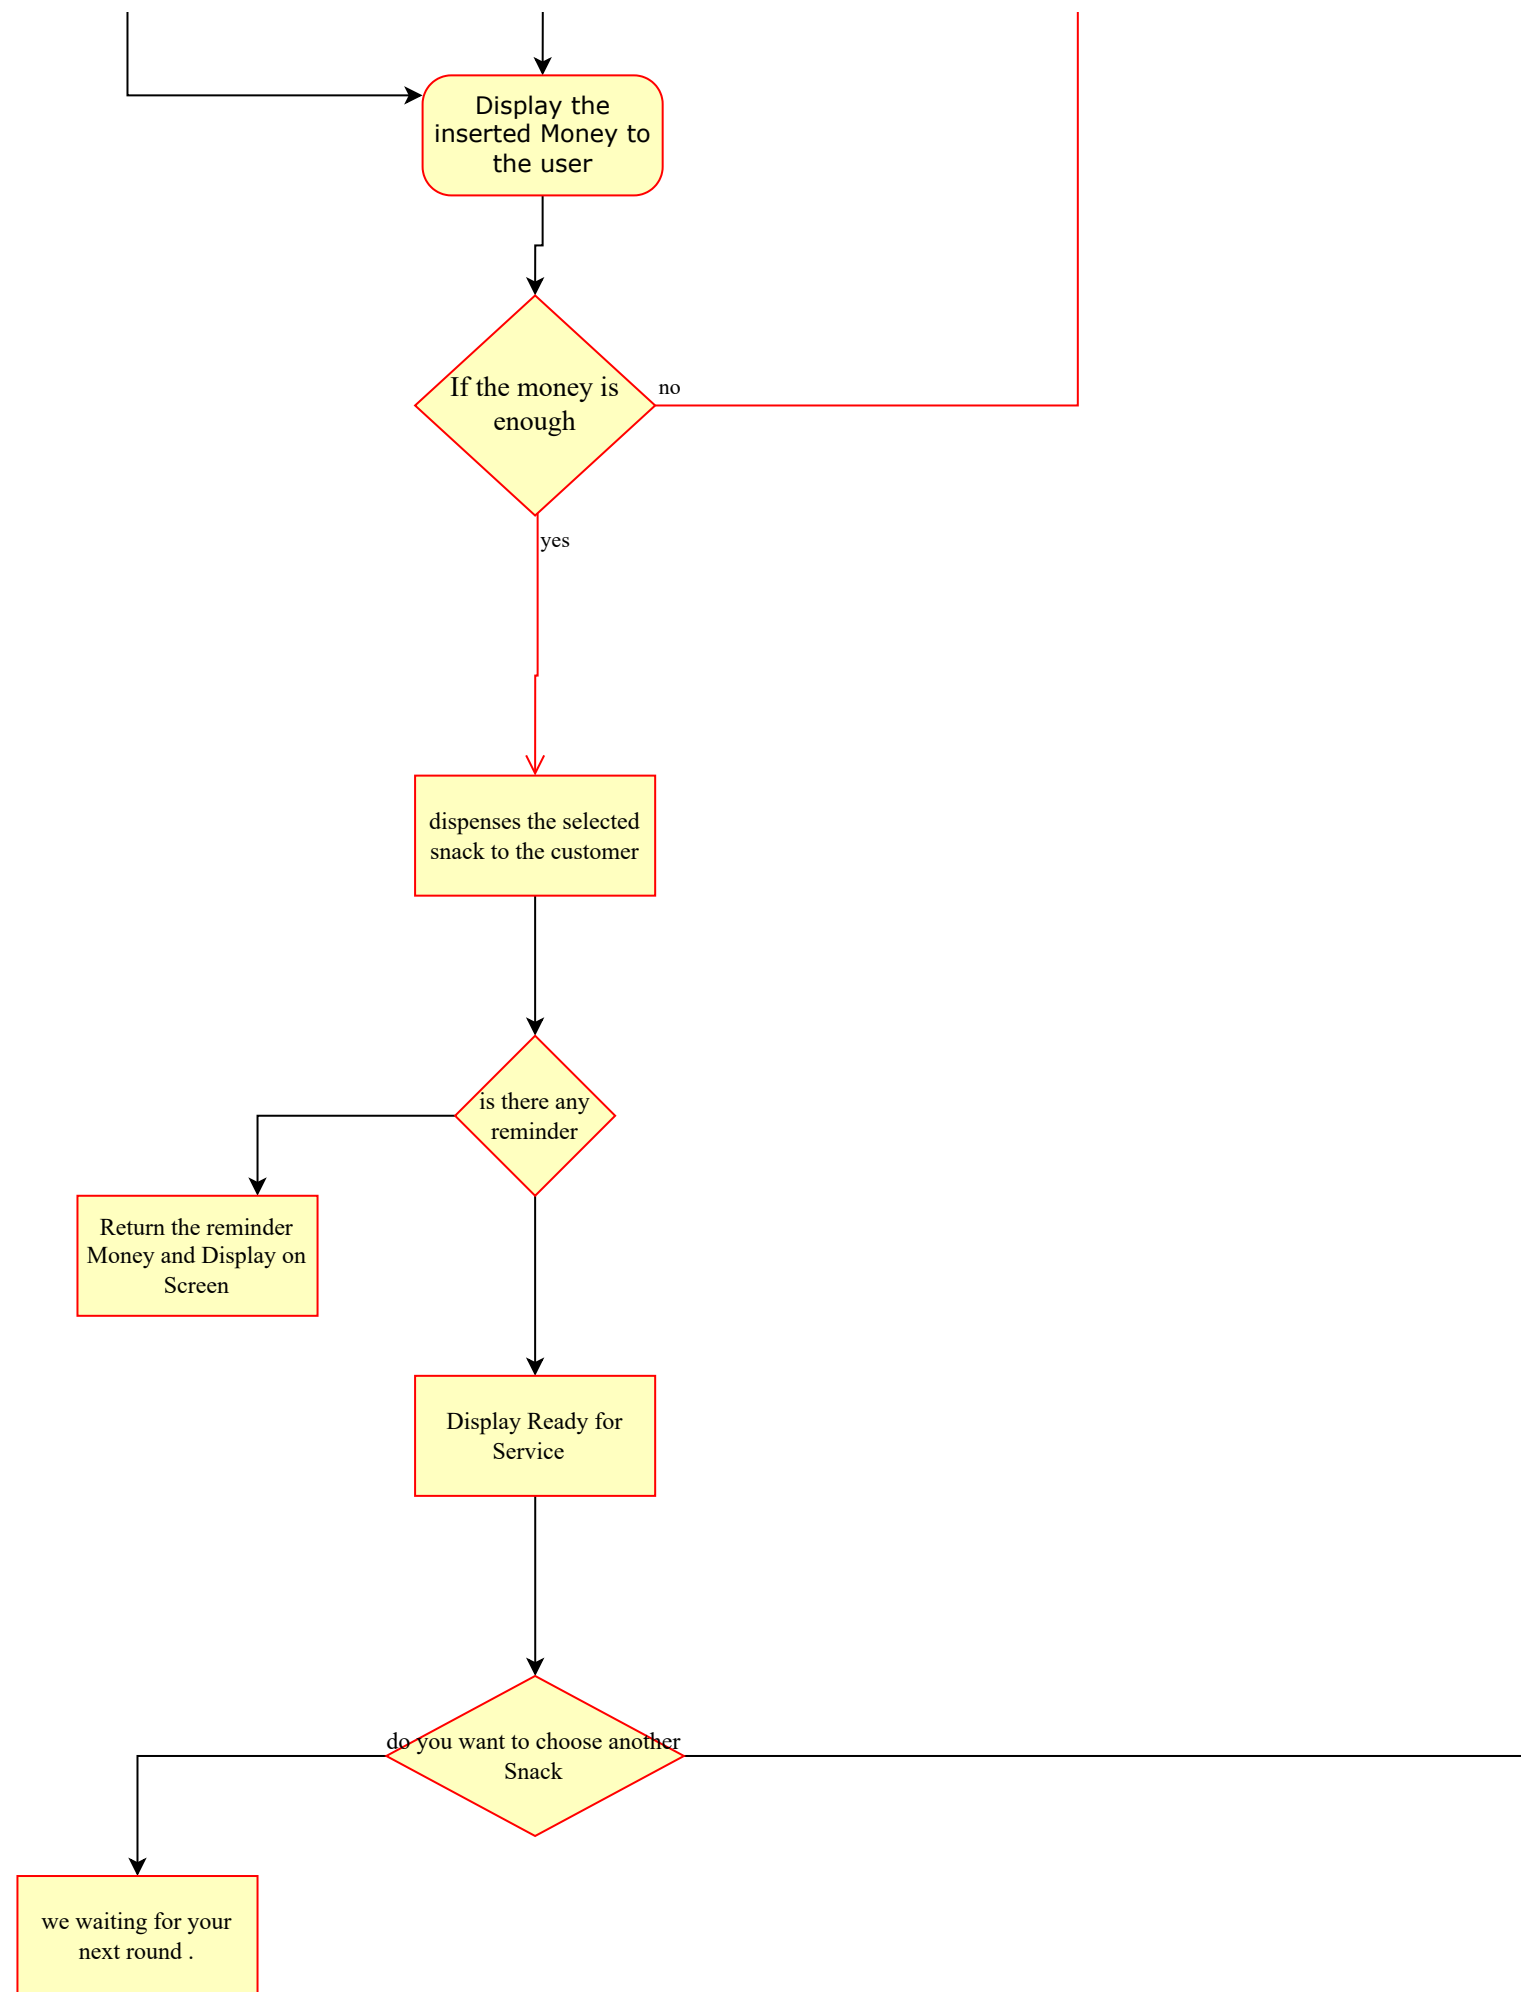 Display the
inserted Money to
the user
If the money is
enough
no
yes
dispenses the selected
snack to the customer
is there any
reminder
Return the reminder
Money and Display on
Screen
Display Ready for
Service
do you want to choose another
Snack
we waiting for your
next round .